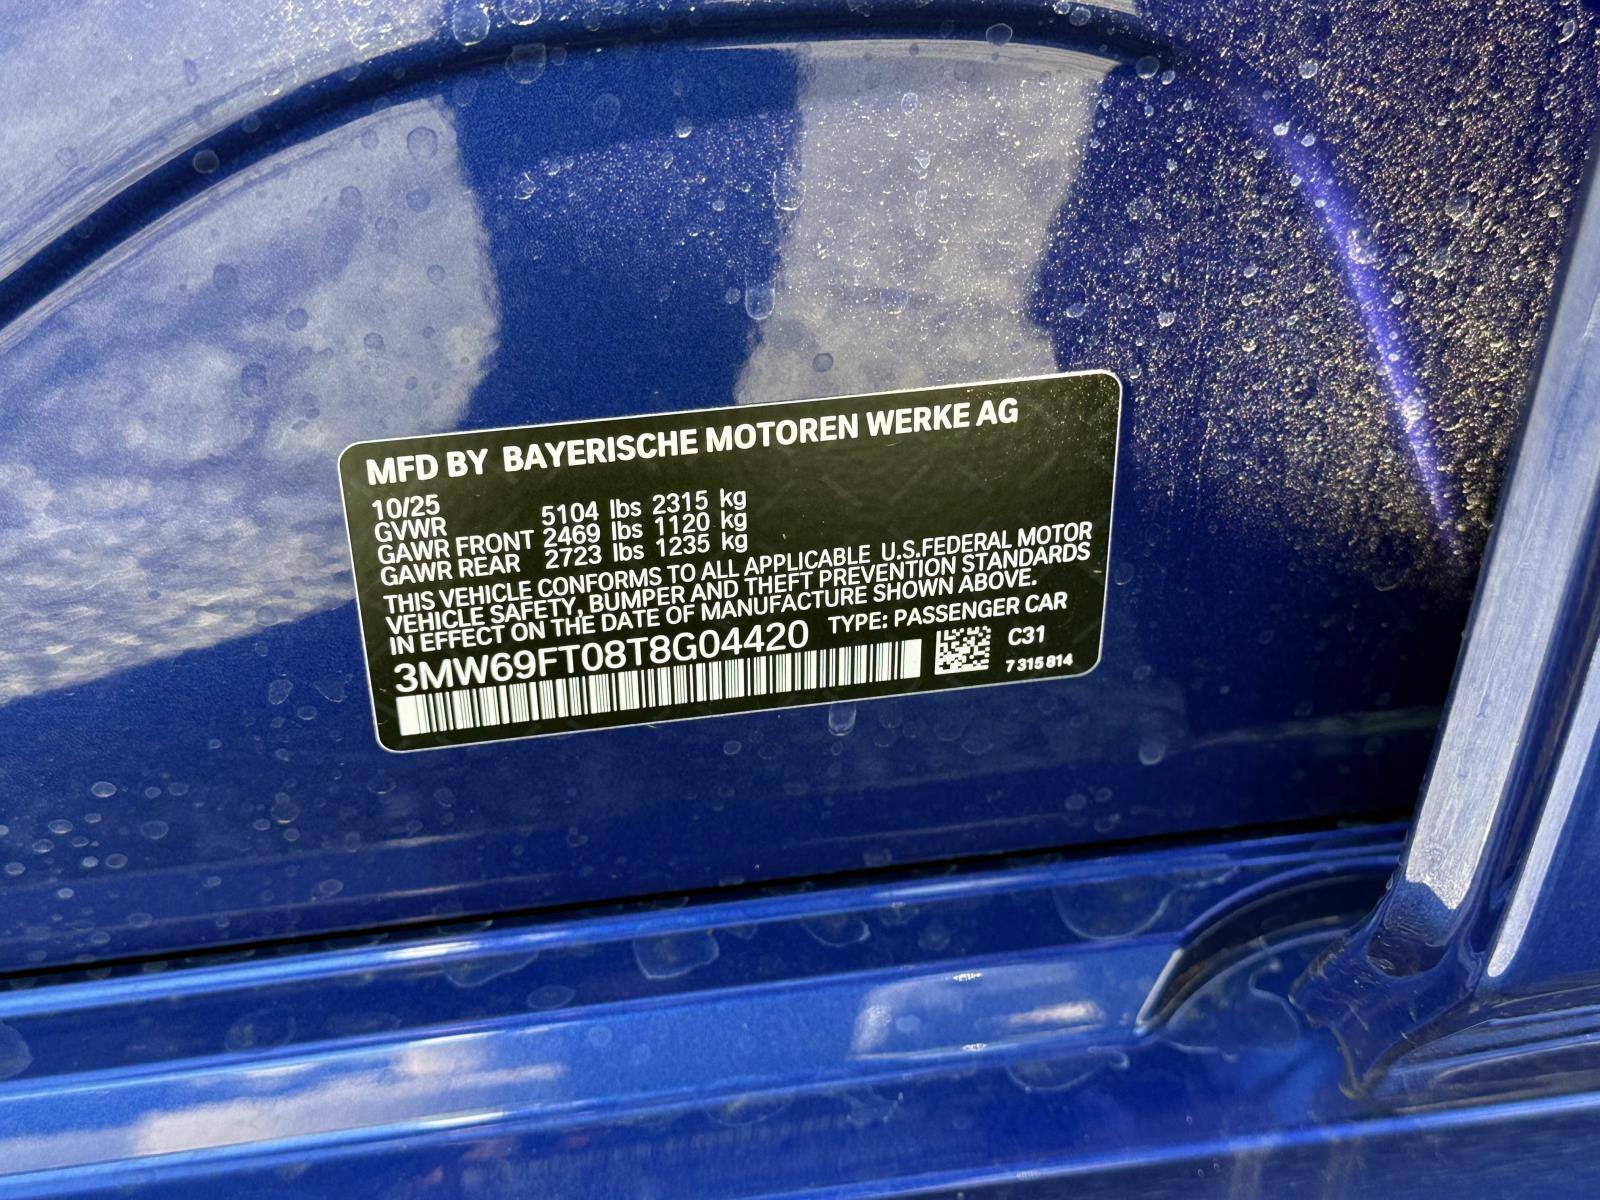 MFD BY BAYERISCHE MOTOREN WERKE AG
10/25
GVWR 5104 lbs 2315 kg
GAWR FRONT 2469 lbs 1120 kg
GAWR REAR 2723 lbs 1235 kg
THIS VEHICLE CONFORMS TO ALL APPLICABLE U.S.FEDERAL MOTOR
VEHICLE SAFETY, BUMPER AND THEFT PREVENTION STANDARDS
IN EFFECT ON THE DATE OF MANUFACTURE SHOWN ABOVE.
3MW69FT08T8G04420 TYPE: PASSENGER CAR
C31
7 315 814